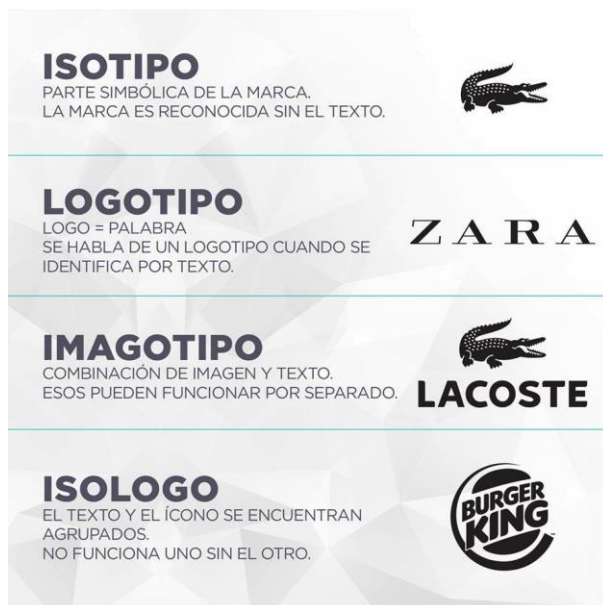 ISOTIPO
PARTE SIMBÓLICA DE LA MARCA.
LA MARCA ES RECONOCIDA SIN EL TEXTO.
LOGOTIPO
LOGO = PALABRA
SE HABLA DE UN LOGOTIPO CUANDO SE
IDENTIFICA POR TEXTO.
ZARA
IMAGOTIPO
COMBINACIÓN DE IMAGEN Y TEXTO.
ESOS PUEDEN FUNCIONAR POR SEPARADO.
LACOSTE
ISOLOGO
EL TEXTO Y EL ÍCONO SE ENCUENTRAN
AGRUPADOS.
NO FUNCIONA UNO SIN EL OTRO.
BURGER
KING